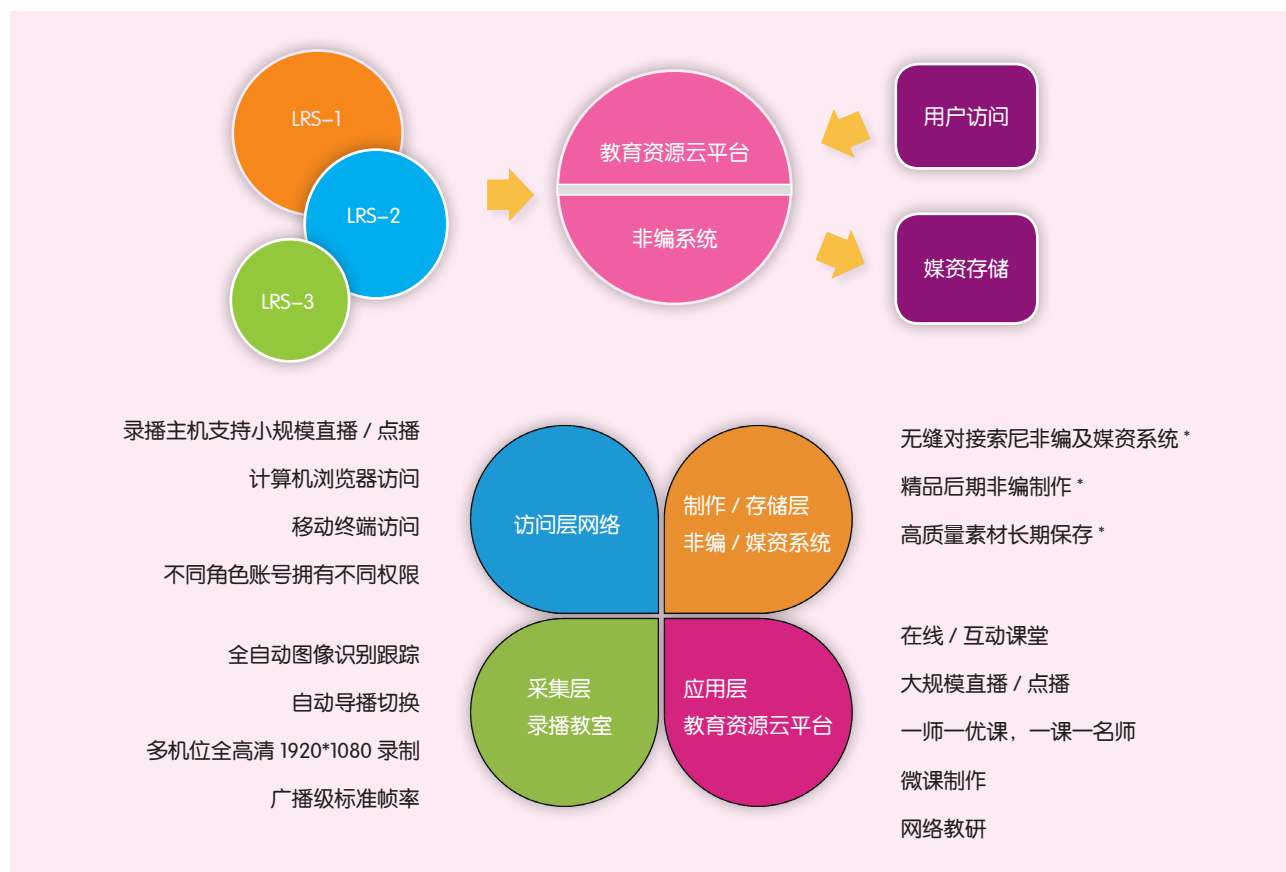 LRS-1
LRS-2
LRS-3
教育资源云平台
非编系统
用户访问
媒资存储
录播主机支持小规模直播 / 点播
计算机浏览器访问
移动终端访问
不同角色账号拥有不同权限
访问层网络
制作 / 存储层
非编 / 媒资系统
无缝对接索尼非编及媒资系统 *
精品后期非编制作 *
高质量素材长期保存 *
全自动图像识别跟踪
自动导播切换
多机位全高清 1920*1080 录制
广播级标准帧率
采集层
录播教室
应用层
教育资源云平台
在线 / 互动课堂
大规模直播 / 点播
一师一优课，一课一名师
微课制作
网络教研